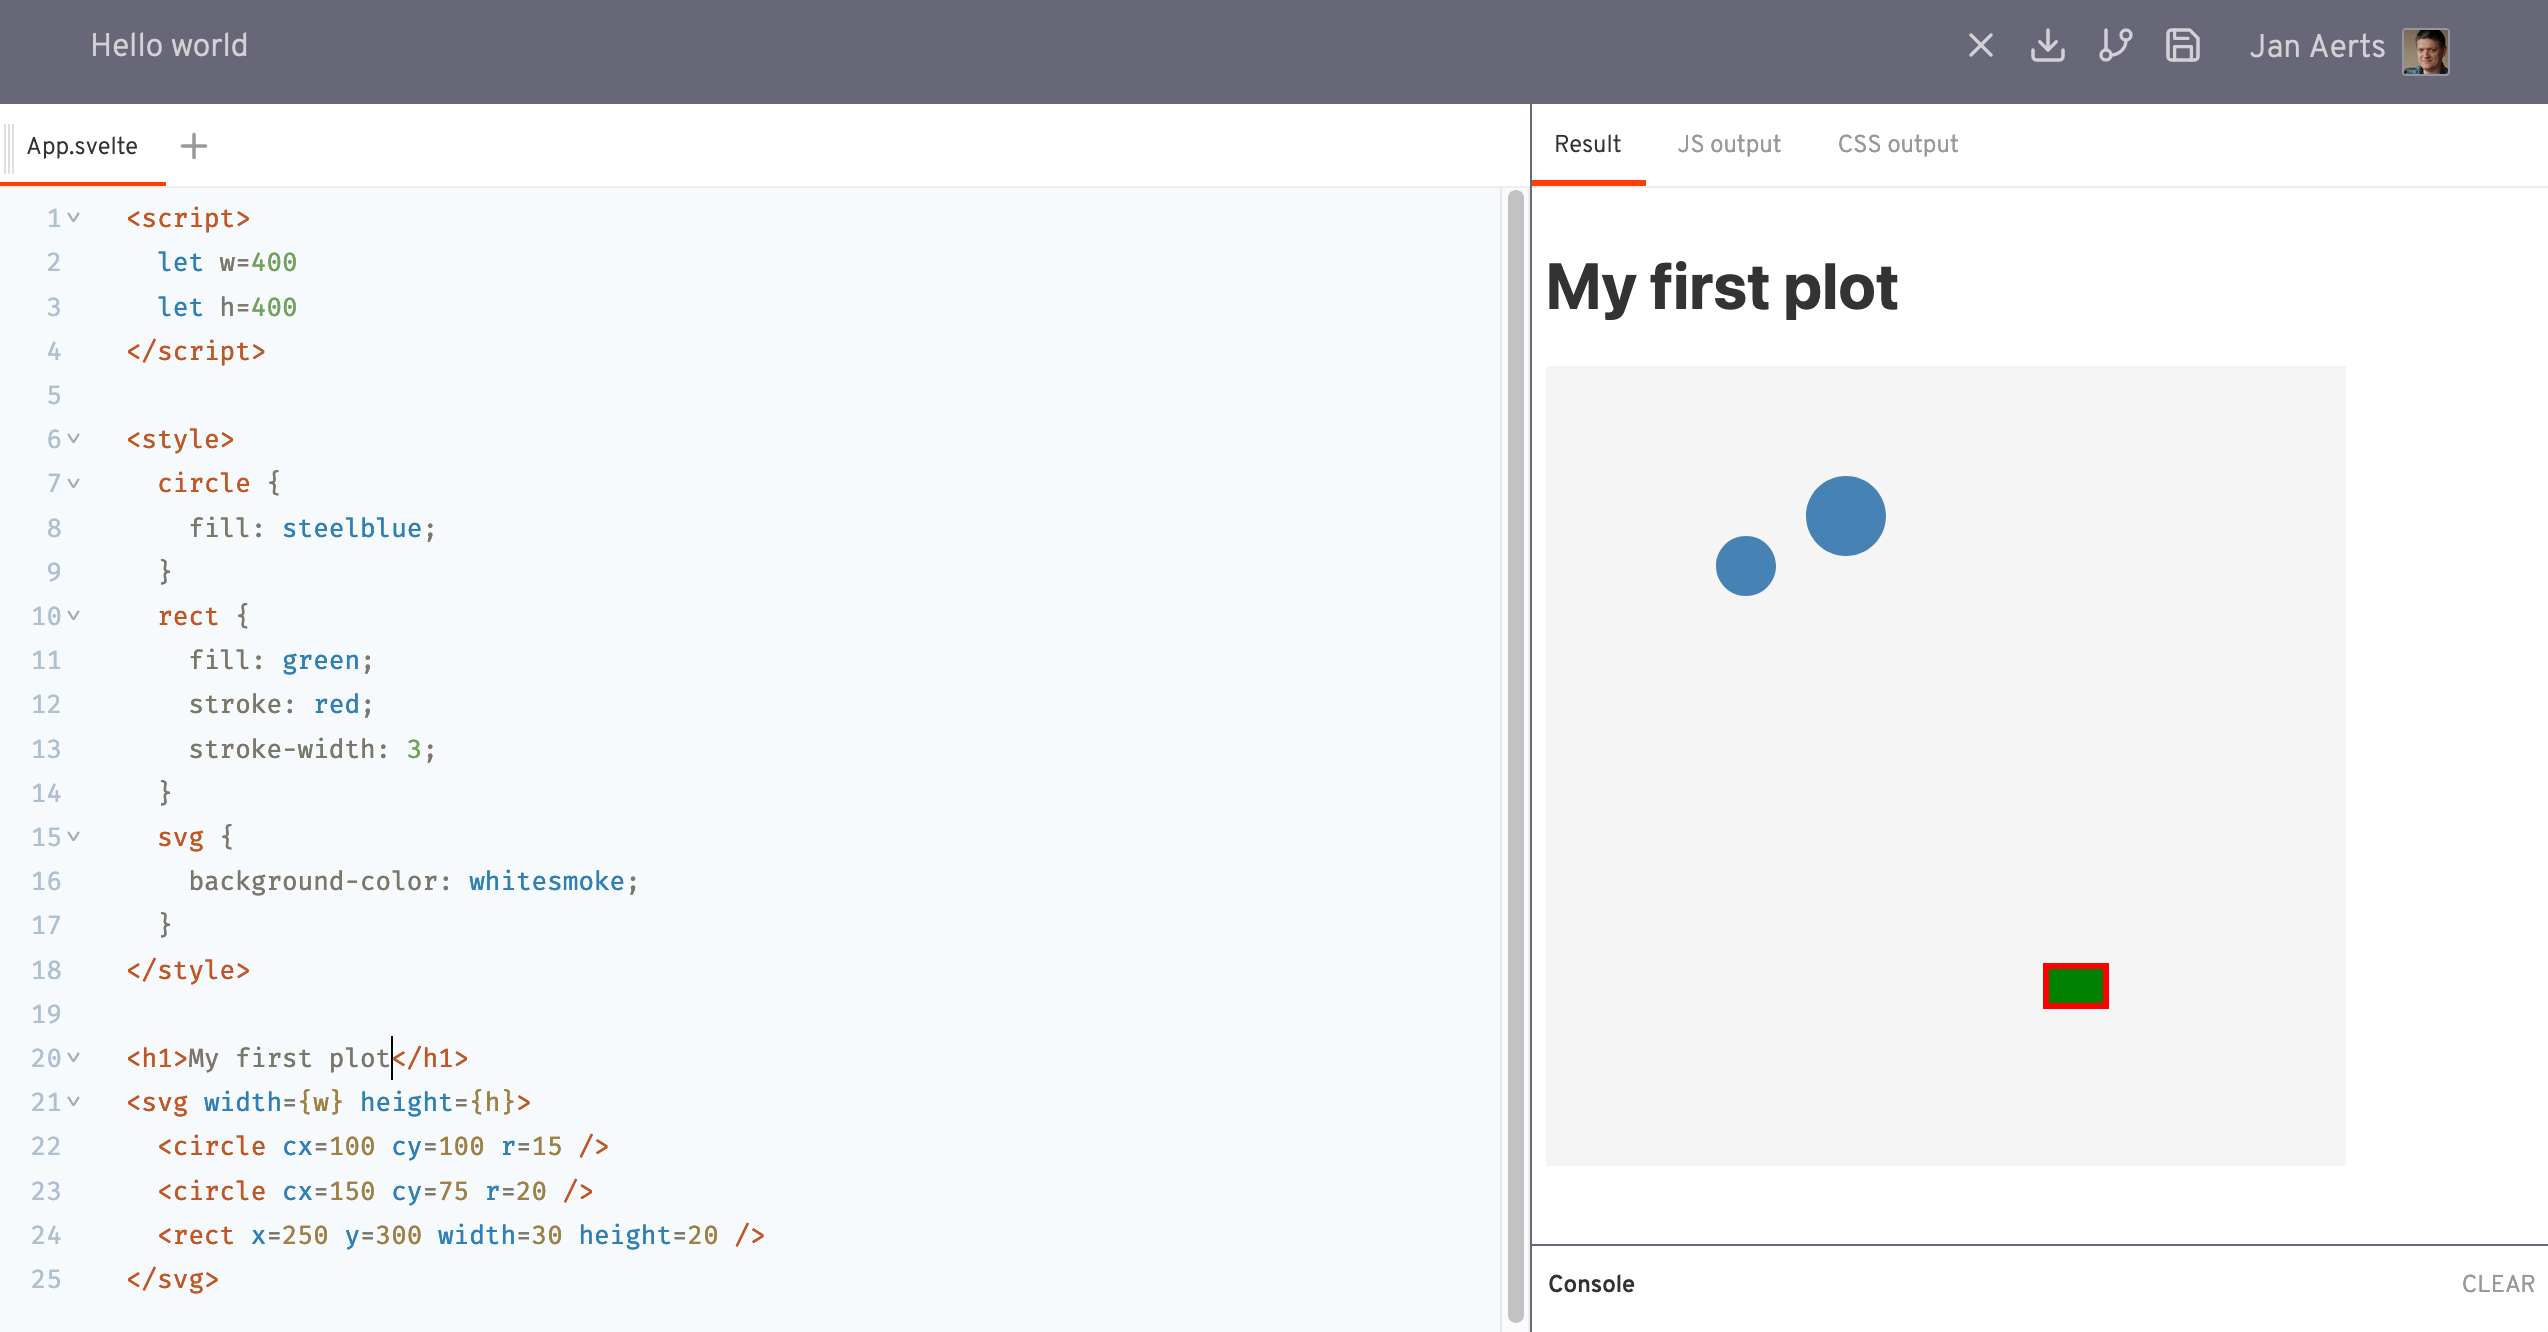 Hello world
Jan Aerts
App.svelte
1 <script>
2   let w=400
3   let h=400
4 </script>
5
6 <style>
7   circle {
8     fill: steelblue;
9   }
10   rect {
11     fill: green;
12     stroke: red;
13     stroke-width: 3;
14   }
15   svg {
16     background-color: whitesmoke;
17   }
18 </style>
19
20 <h1>My first plot</h1>
21 <svg width={w} height={h}>
22   <circle cx=100 cy=100 r=15 />
23   <circle cx=150 cy=75 r=20 />
24   <rect x=250 y=300 width=30 height=20 />
25 </svg>
Result JS output CSS output
My first plot
Console CLEAR